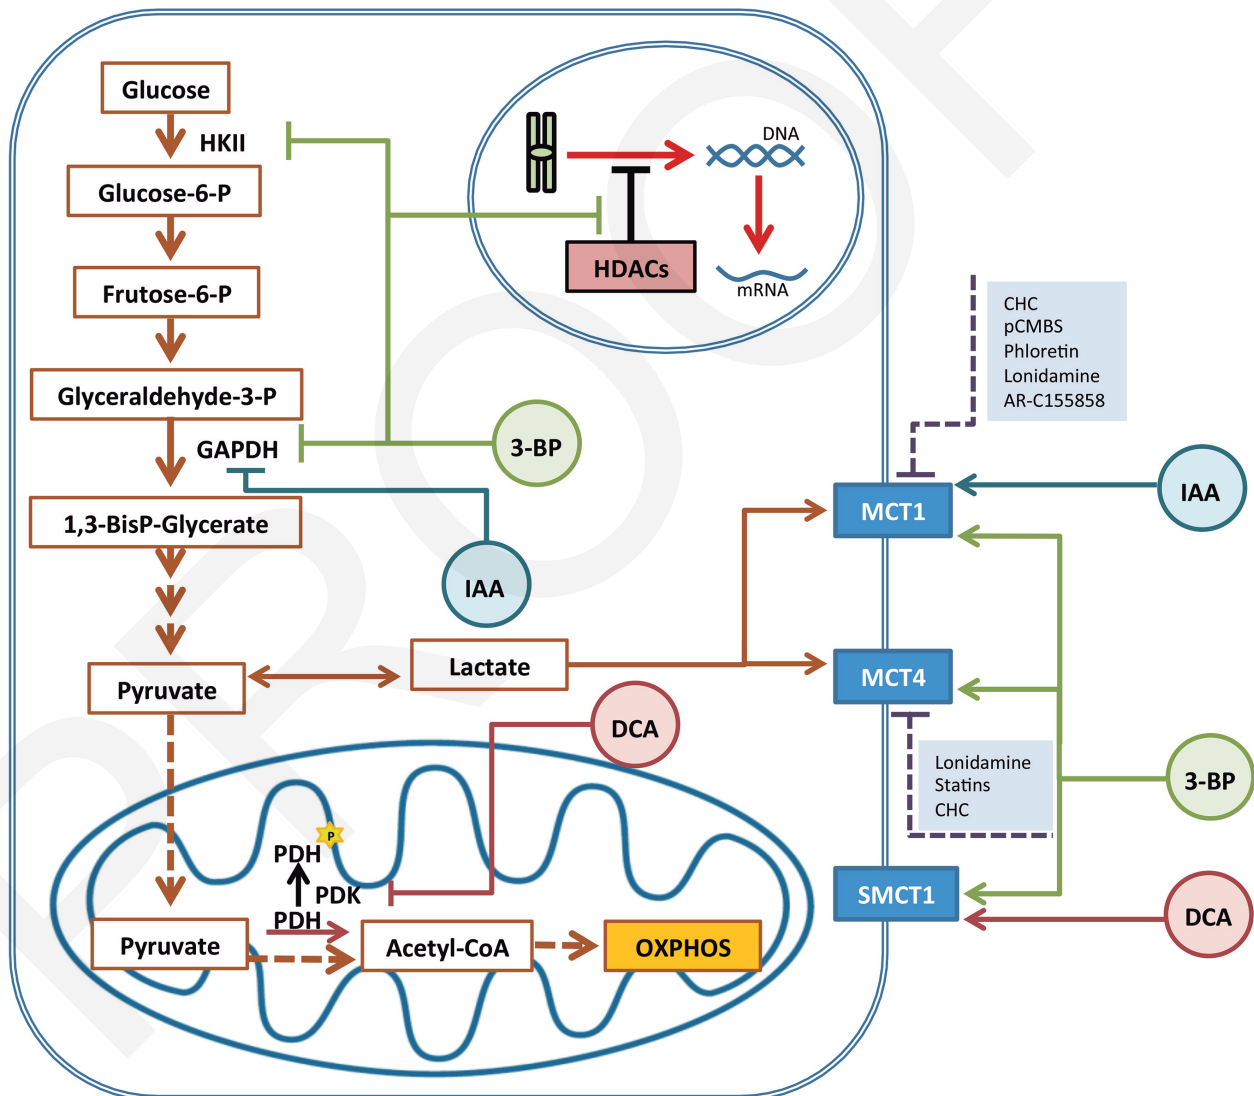 Glucose
HKII
Glucose-6-P
Frutose-6-P
Glyceraldehyde-3-P
GAPDH
1,3-BisP-Glycerate
Pyruvate
Lactate
3-BP
IAA
DNA
HDACs
mRNA
CHC
pCMBS
Phloretin
Lonidamine
AR-C155858
MCT1
IAA
MCT4
Lonidamine
Statins
CHC
3-BP
SMCT1
DCA
DCA
P
PDH
PDK
PDH
Pyruvate
Acetyl-CoA
OXPHOS
PROOF